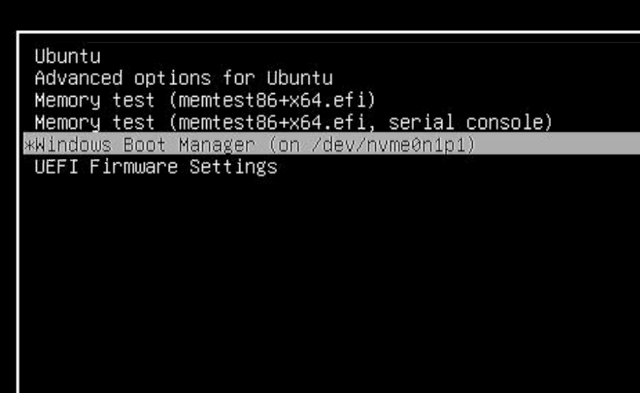 Ubuntu
Advanced options for Ubuntu
Memory test (memtest86+x64.efi)
Memory test (memtest86+x64.efi, serial console)
*Windows Boot Manager (on /dev/nvme0n1p1)
UEFI Firmware Settings